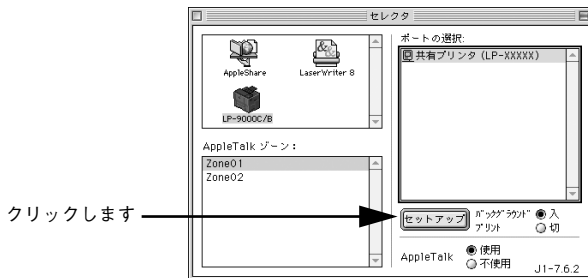 セレクタ
AppleShare
LaserWriter 8
LP-9000C/B
AppleTalk ゾーン：
Zone01
Zone02
ポートの選択:
共有プリンタ (LP-XXXXX)
クリックします
セットアップ
ﾊﾞｯｸｸﾞﾗｳﾝﾄﾞ
ﾌﾟﾘﾝﾄ
入
切
AppleTalk
使用
不使用
J1-7.6.2